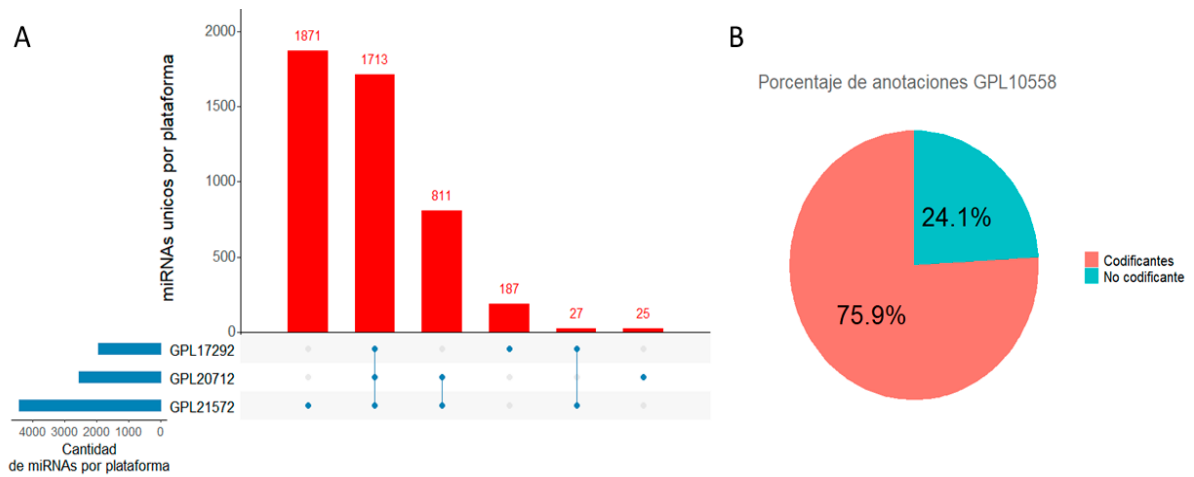 A
miRNAs unicos por plataforma
2000
1500
1000
500
0
1871
1713
811
187
27
25
GPL17292
GPL20712
GPL21572
4000 3000 2000 1000 0
Cantidad
de miRNAs por plataforma
B
Porcentaje de anotaciones GPL10558
24.1%
75.9%
Codificantes
No codificante